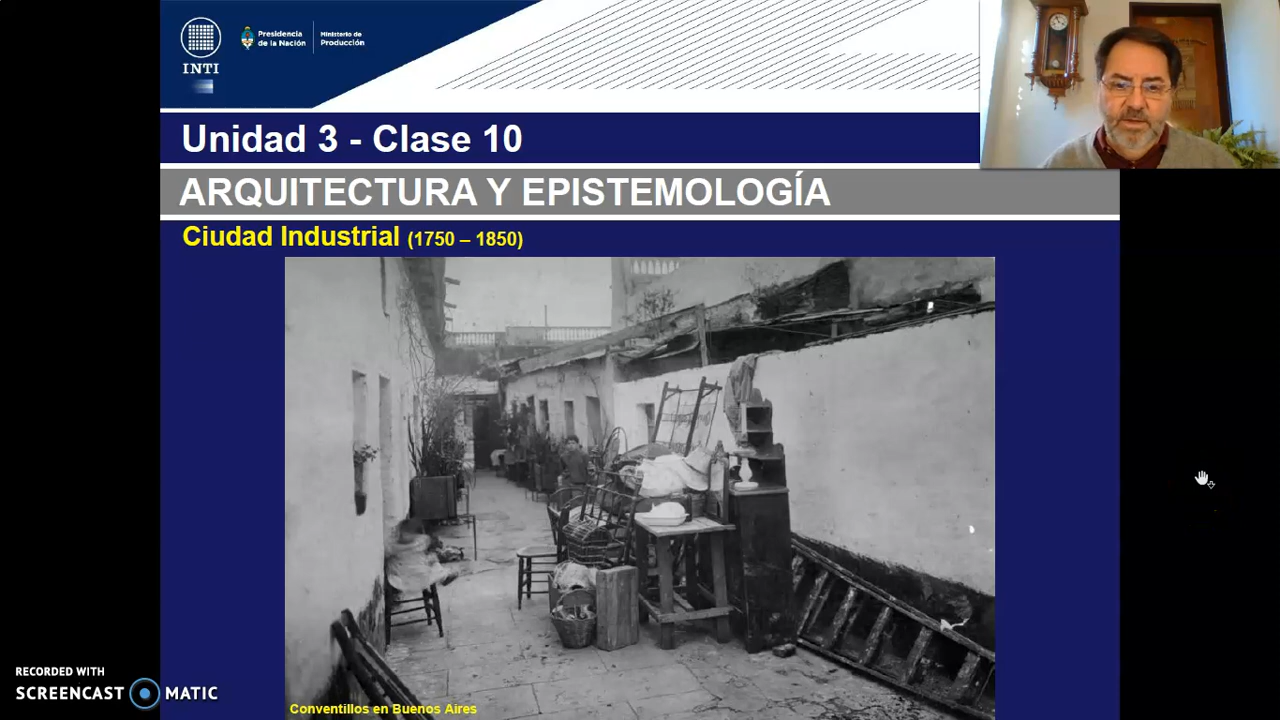 INTI
Presidencia
de la Nación
Ministerio de
Producción
Unidad 3 - Clase 10
ARQUITECTURA Y EPISTEMOLOGÍA
Ciudad Industrial (1750 – 1850)
Conventillos en Buenos Aires
RECORDED WITH
SCREENCAST MATIC